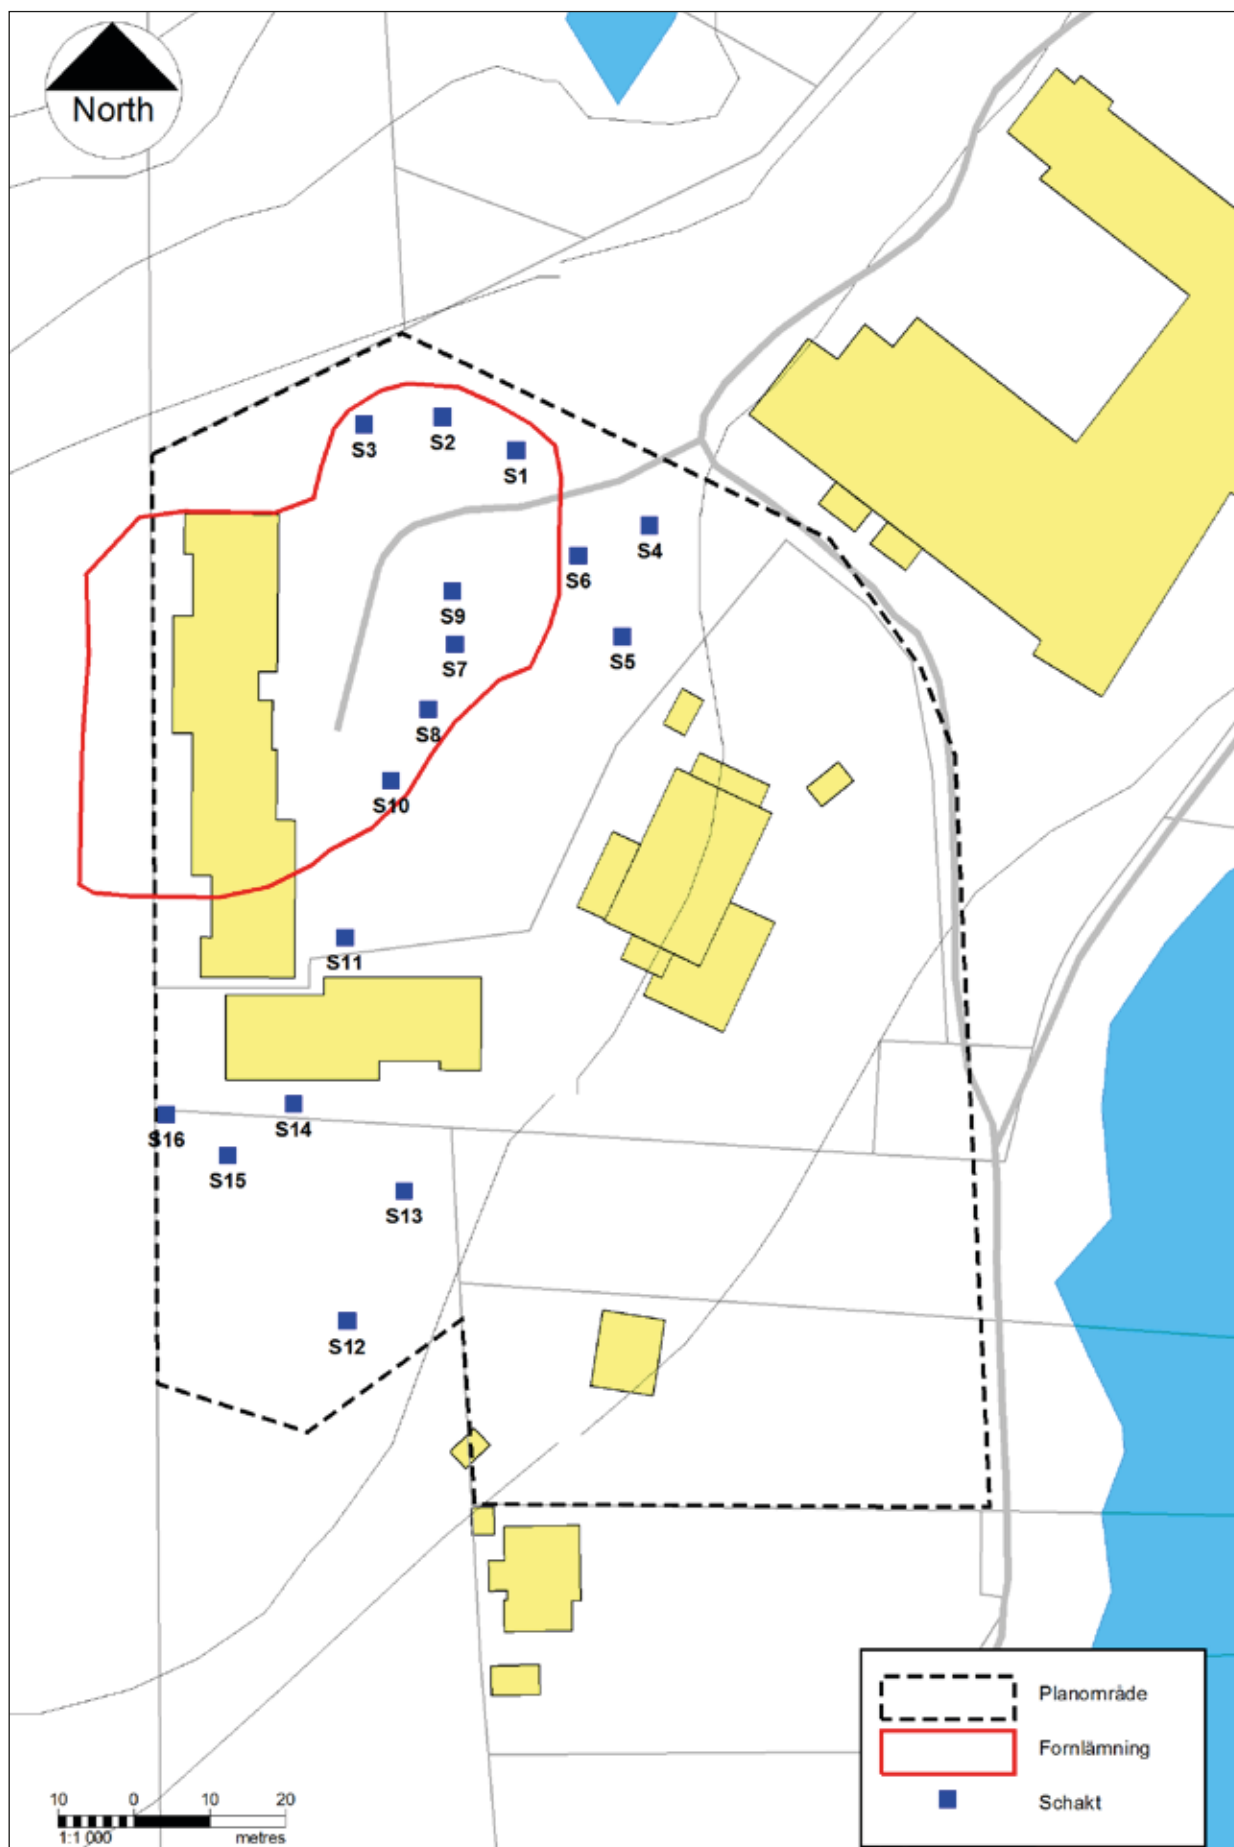 North
S3
S2
S1
S4
S6
S9
S5
S7
S8
S10
S11
S16
S14
S15
S13
S12
Planområde
Fornlämning
Schakt
10 0 10 20
1:1 000 metres